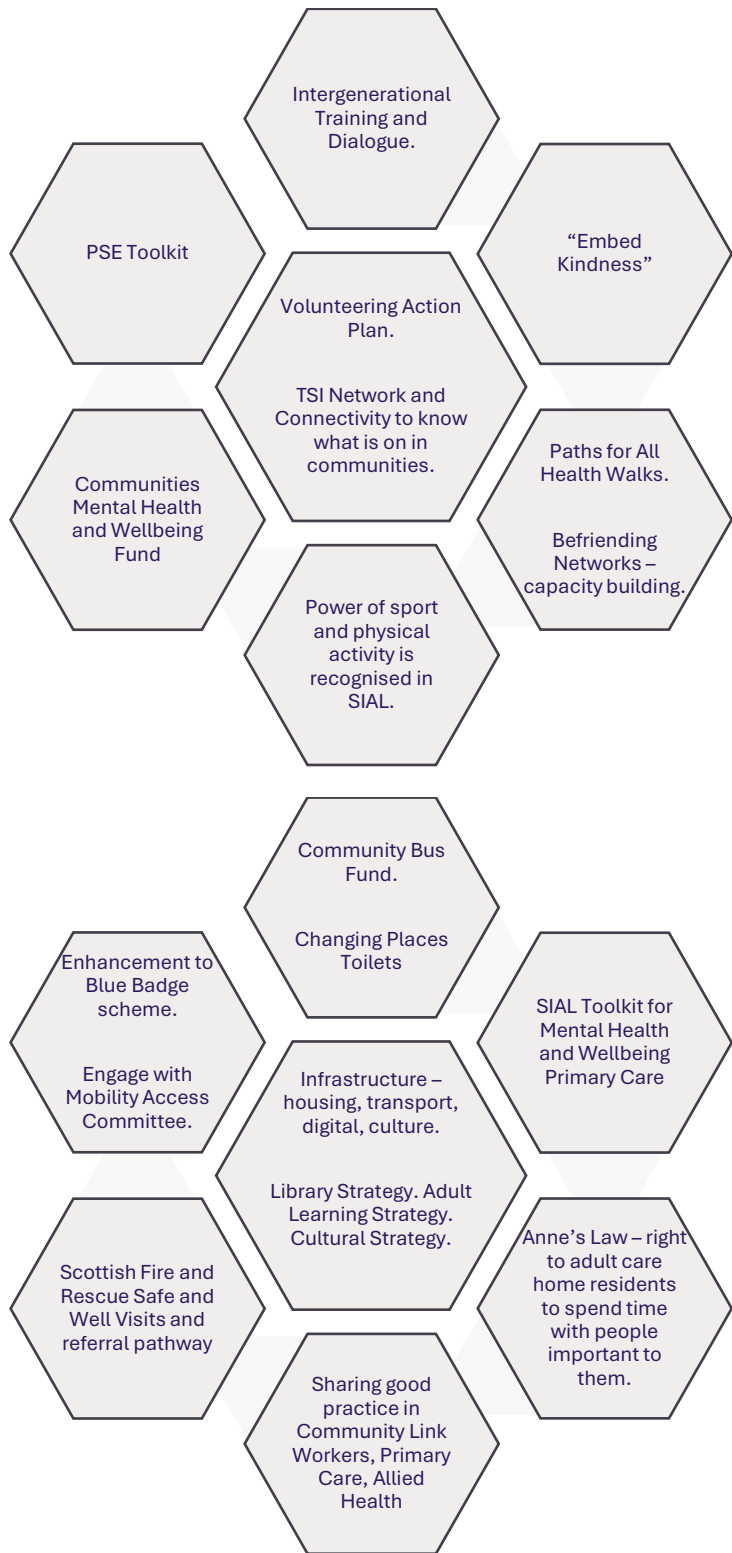 Intergenerational
Training and
Dialogue.
PSE Toolkit
“Embed
Kindness”
Volunteering Action
Plan.
TSI Network and
Connectivity to know
what is on in
communities.
Communities
Mental Health
and Wellbeing
Fund
Paths for All
Health Walks.
Befriending
Networks –
capacity building.
Power of sport
and physical
activity is
recognised in
SIAL.
Community Bus
Fund.
Changing Places
Toilets
Enhancement to
Blue Badge
scheme.
Engage with
Mobility Access
Committee.
SIAL Toolkit for
Mental Health
and Wellbeing
Primary Care
Infrastructure –
housing, transport,
digital, culture.
Library Strategy. Adult
Learning Strategy.
Cultural Strategy.
Scottish Fire and
Rescue Safe and
Well Visits and
referral pathway
Anne’s Law – right
to adult care
home residents
to spend time
with people
important to
them.
Sharing good
practice in
Community Link
Workers, Primary
Care, Allied
Health